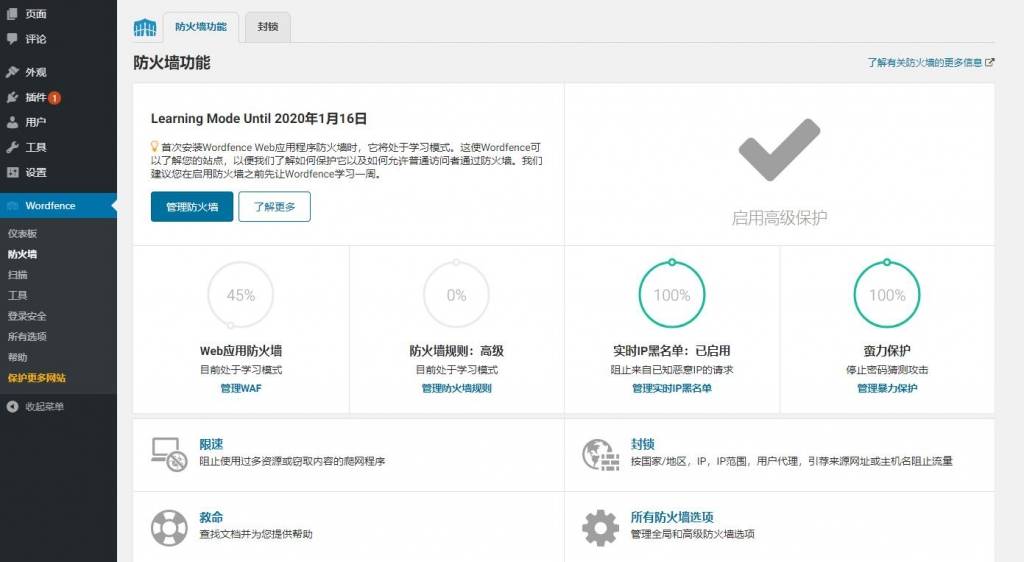 页面
评论
外观
插件 1
用户
工具
设置
Wordfence
仪表板
防火墙
扫描
工具
登录安全
所有选项
帮助
保护更多网站
收起菜单
防火墙功能
封锁
防火墙功能
了解有关防火墙的更多信息
Learning Mode Until 2020年1月16日
首次安装Wordfence Web应用程序防火墙时，它将处于学习模式。这使Wordfence可
以了解您的站点，以便我们了解如何保护它以及如何允许普通访问者通过防火墙。我们
建议您在启用防火墙之前先让Wordfence学习一周。
管理防火墙
了解更多
启用高级保护
45%
Web应用防火墙
目前处于学习模式
管理WAF
0%
防火墙规则：高级
目前处于学习模式
管理防火墙规则
100%
实时IP黑名单：已启用
阻止来自已知恶意IP的请求
管理实时IP黑名单
100%
蛮力保护
停止密码猜测攻击
管理暴力保护
限速
阻止使用过多资源或窃取内容的爬网程序
封锁
按国家/地区，IP，IP范围，用户代理，引荐来源网址或主机名阻止流量
救命
查找文档并为您提供帮助
所有防火墙选项
管理全局和高级防火墙选项